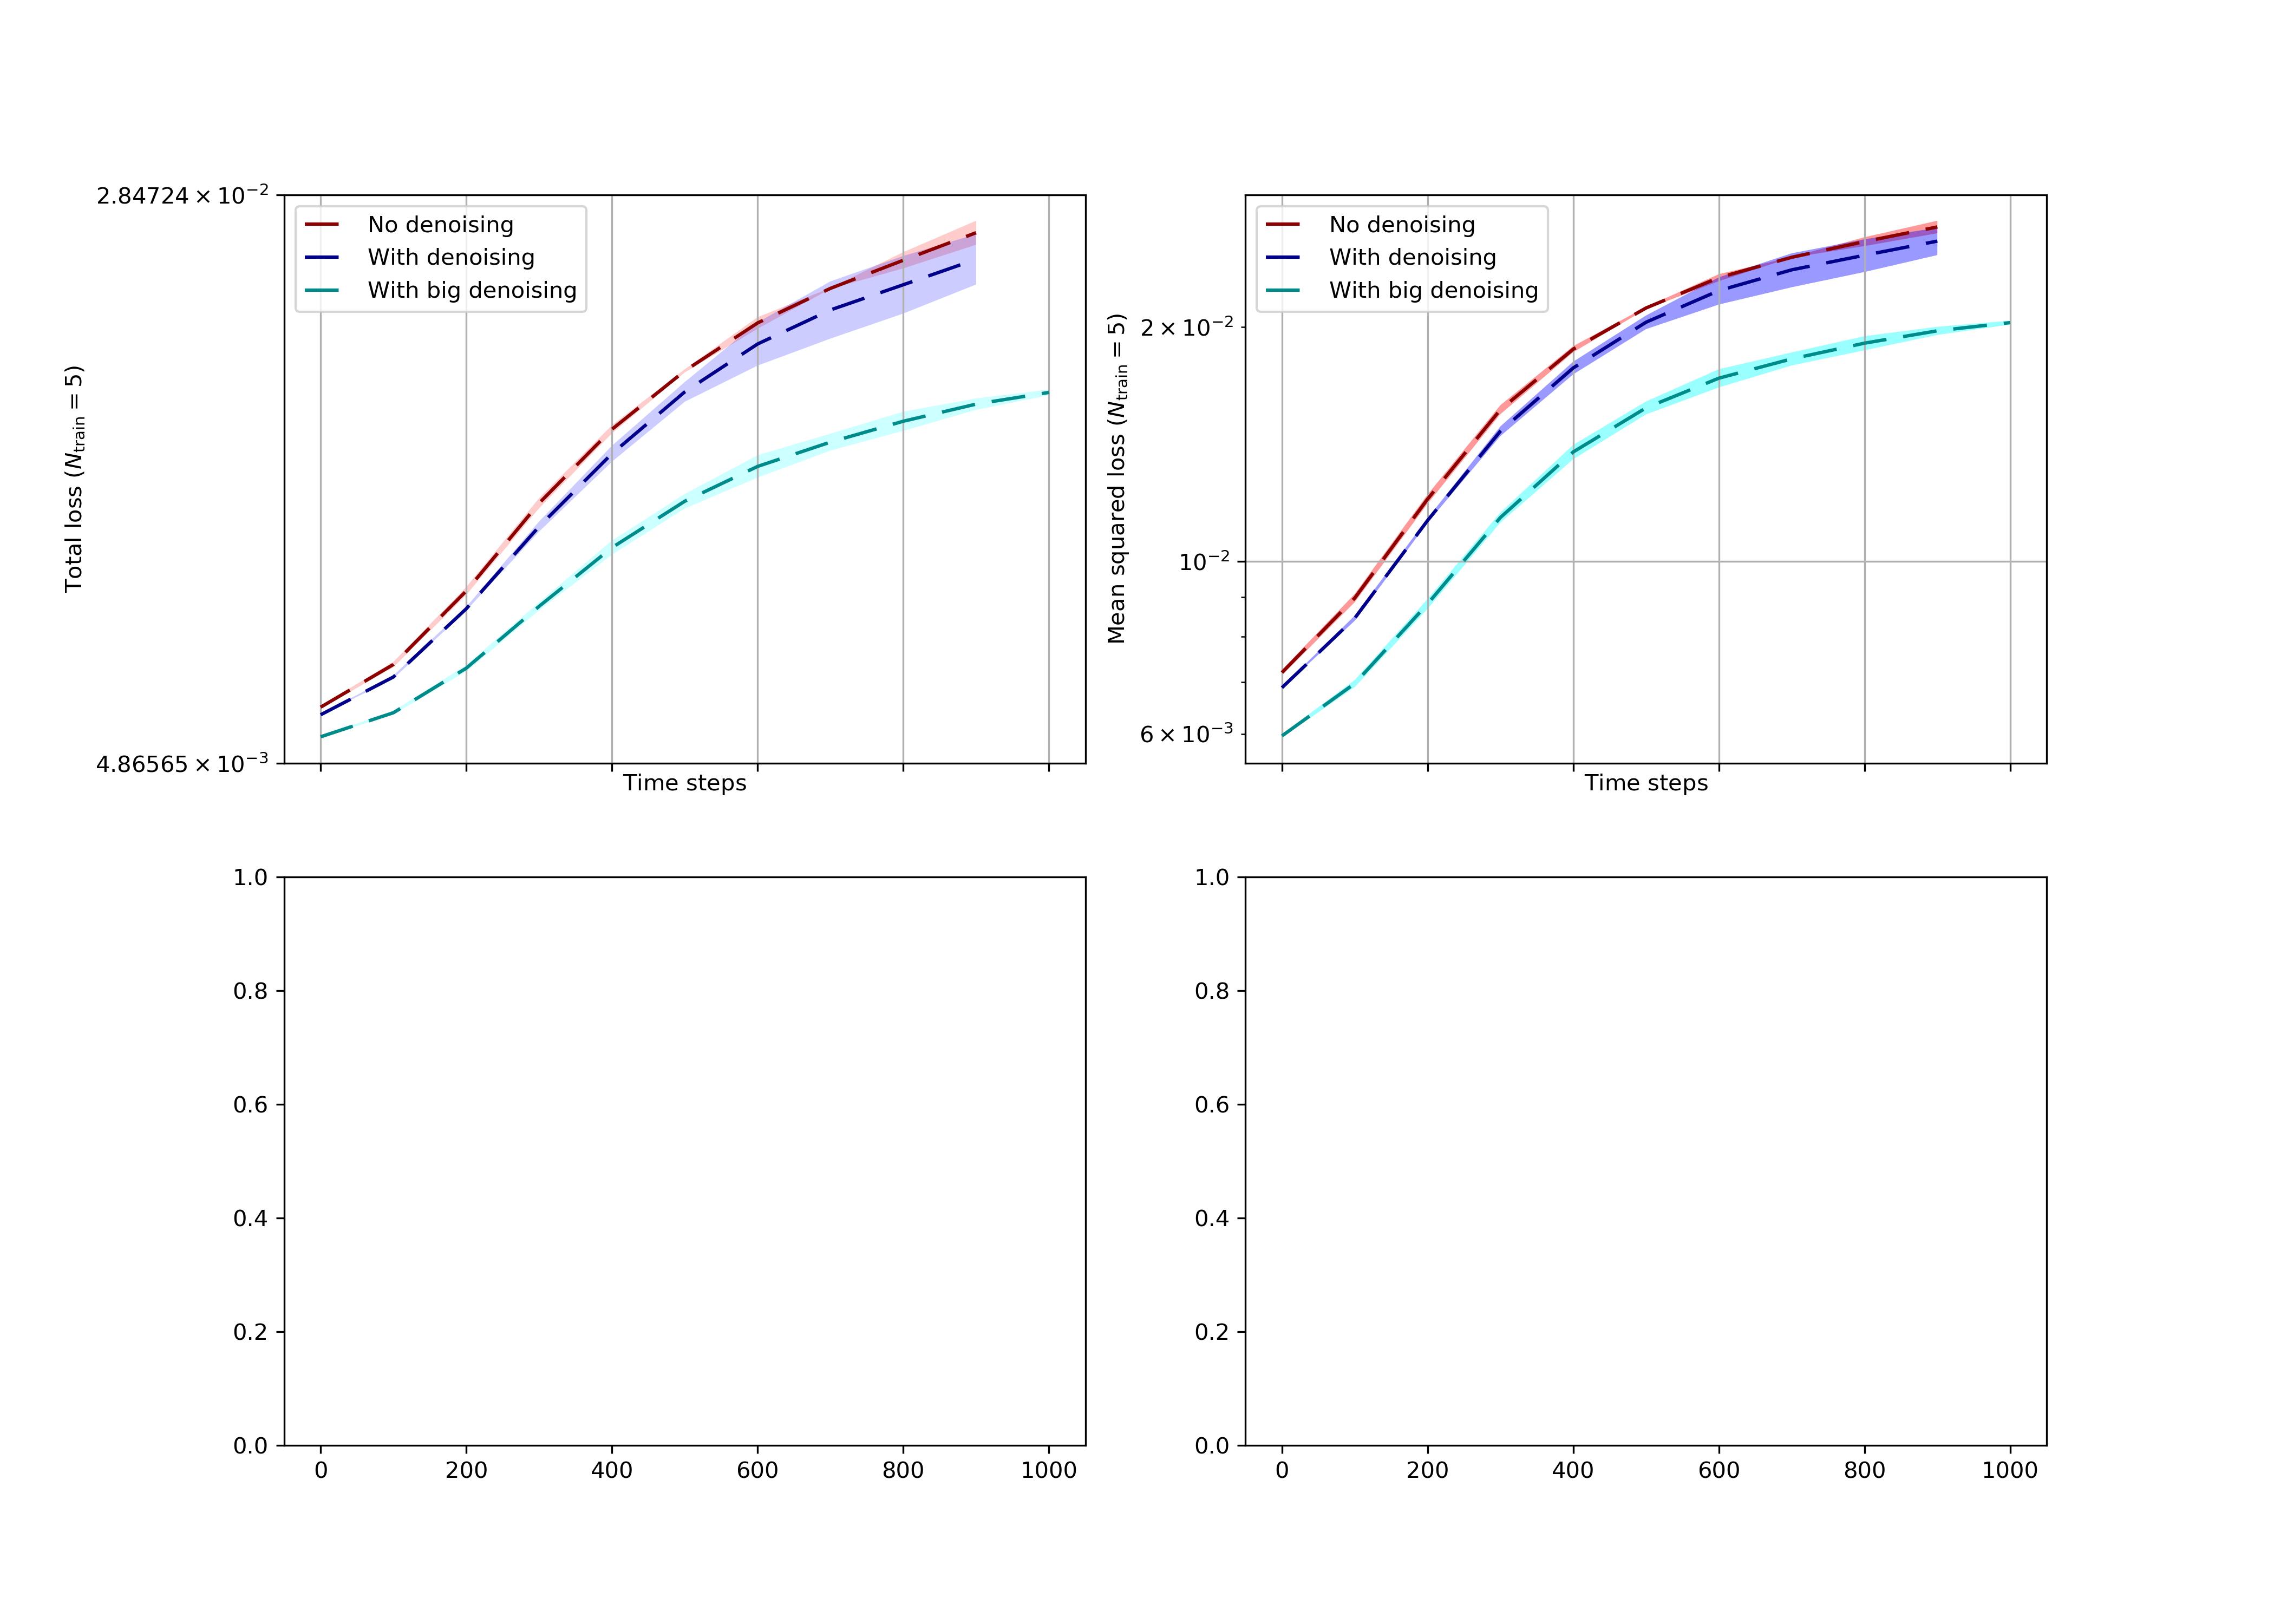 2.84724 × 10⁻²
No denoising
With denoising
With big denoising
Total loss (N_train = 5)
4.86565 × 10⁻³
Time steps
No denoising
With denoising
With big denoising
Mean squared loss (N_train = 5)
2 × 10⁻²
10⁻²
6 × 10⁻³
Time steps
1.0
0.8
0.6
0.4
0.2
0.0
0 200 400 600 800 1000
1.0
0.8
0.6
0.4
0.2
0.0
0 200 400 600 800 1000